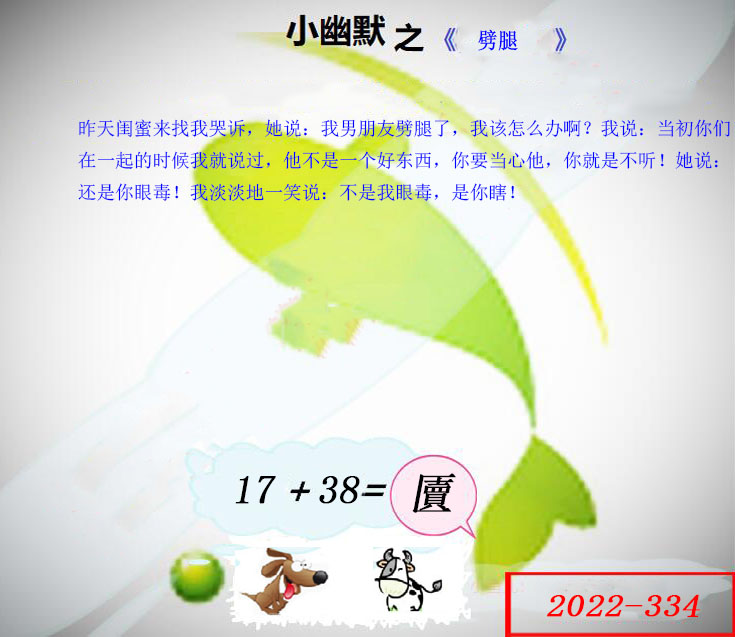 小幽默之《劈腿》
昨天闺蜜来找我哭诉，她说：我男朋友劈腿了，我该怎么办啊？我说：当初你们
在一起的时候我就说过，他不是一个好东西，你要当心他，你就是不听！她说：
还是你眼毒！我淡淡地一笑说：不是我眼毒，是你瞎！
17＋38=
2022-334